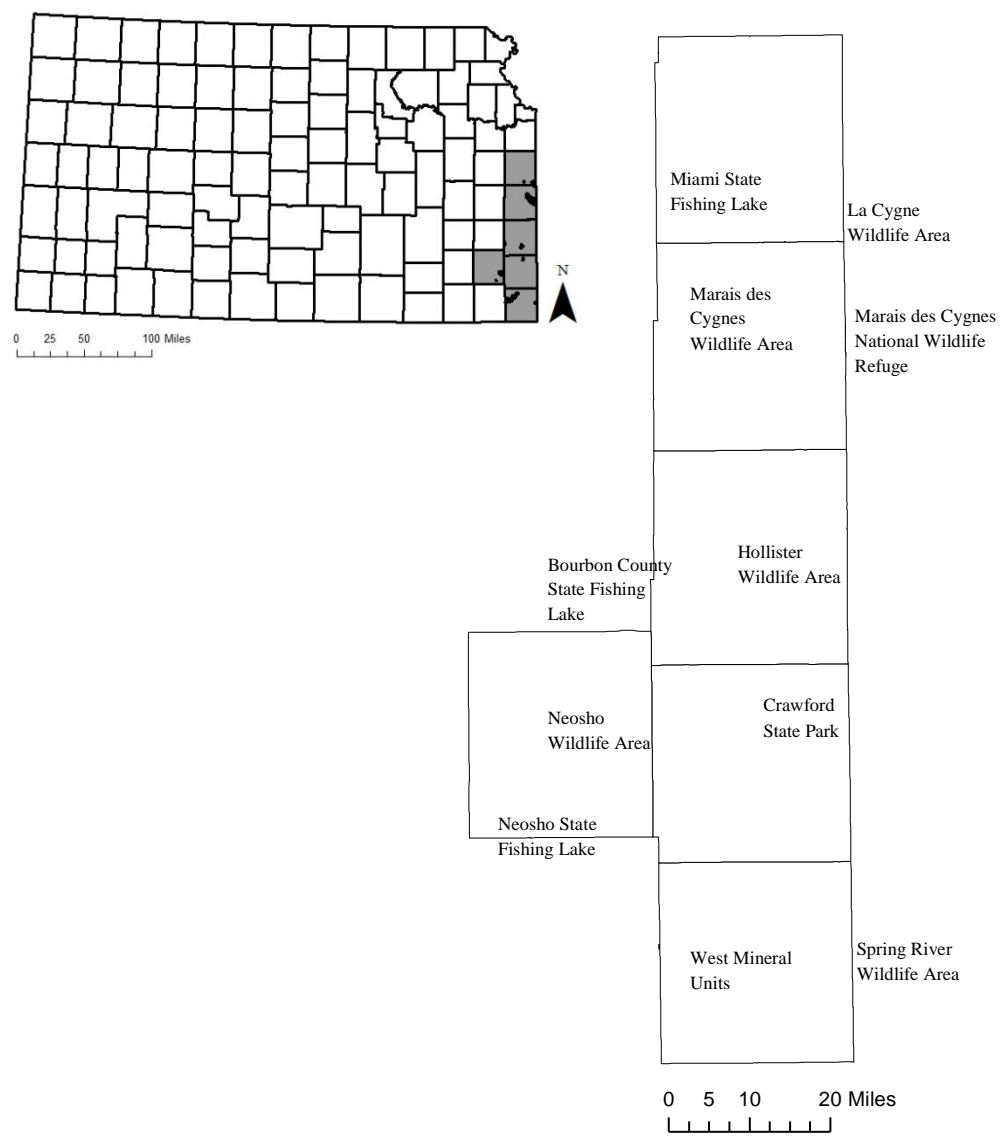 N
0 25 50 100 Miles
Miami State
Fishing Lake
La Cygne
Wildlife Area
Marais des
Cygnes
Wildlife Area
Marais des Cygnes
National Wildlife
Refuge
Hollister
Wildlife Area
Bourbon County
State Fishing
Lake
Crawford
State Park
Neosho
Wildlife Area
Neosho State
Fishing Lake
West Mineral
Units
Spring River
Wildlife Area
0 5 10 20 Miles